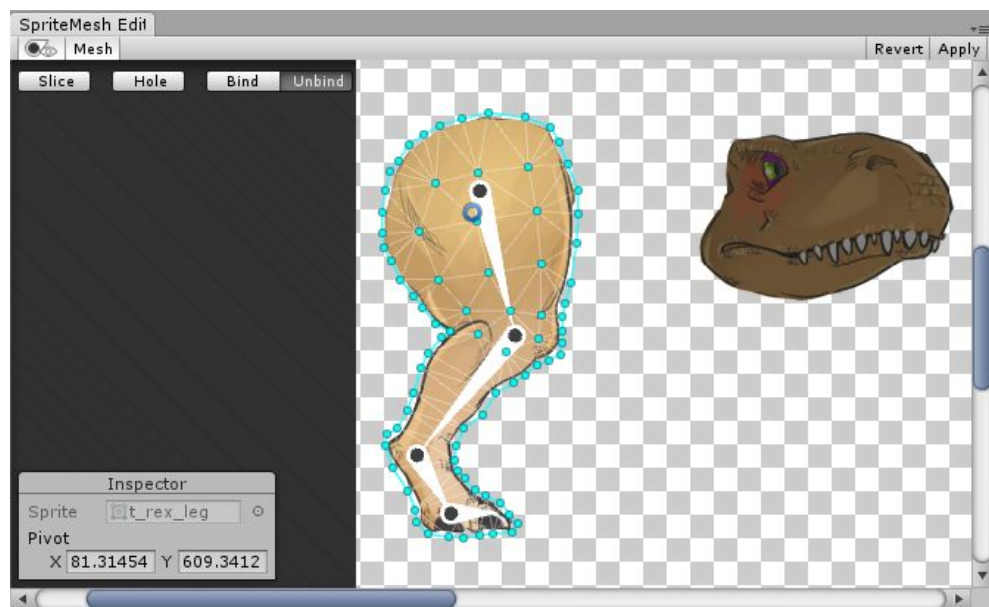 SpriteMesh Edit
Mesh
Revert Apply
Slice Hole Bind Unbind
Inspector
Sprite t_rex_leg
Pivot
X 81.31454 Y 609.3412